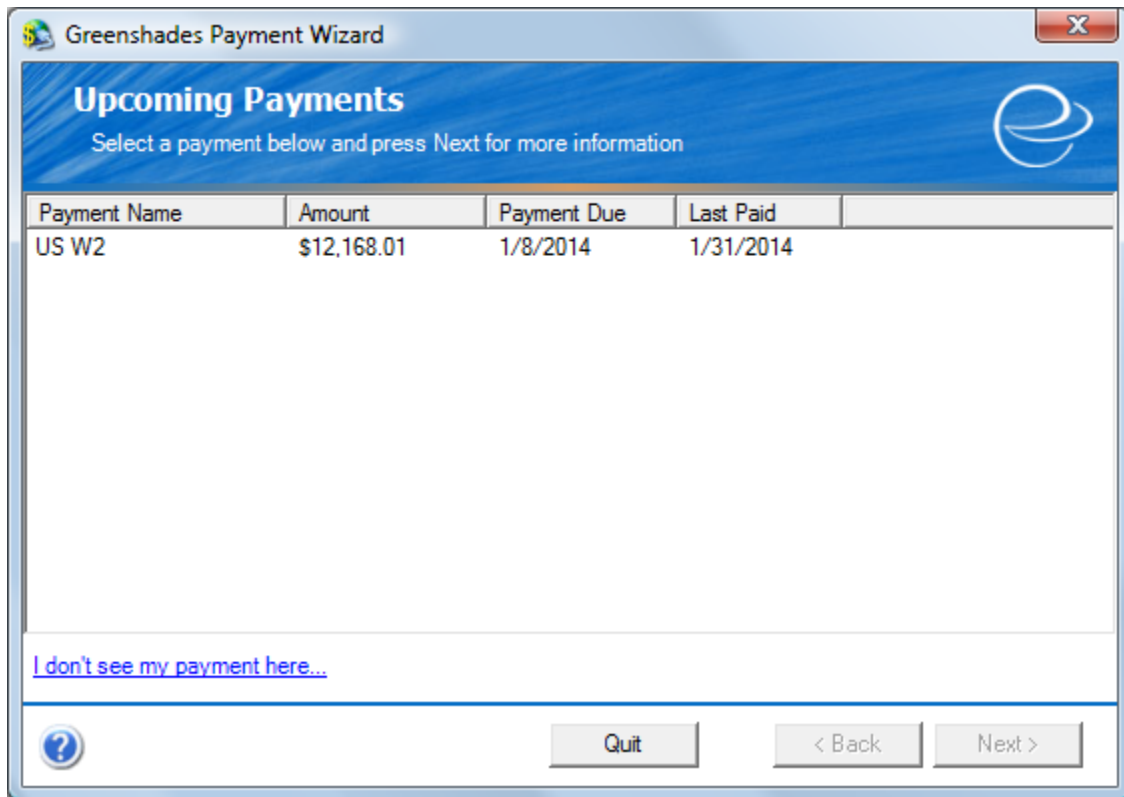 Greenshades Payment Wizard
Upcoming Payments
Select a payment below and press Next for more information
Payment Name Amount Payment Due Last Paid
US W2 $12,168.01 1/8/2014 1/31/2014
I don't see my payment here...
? Quit < Back Next >